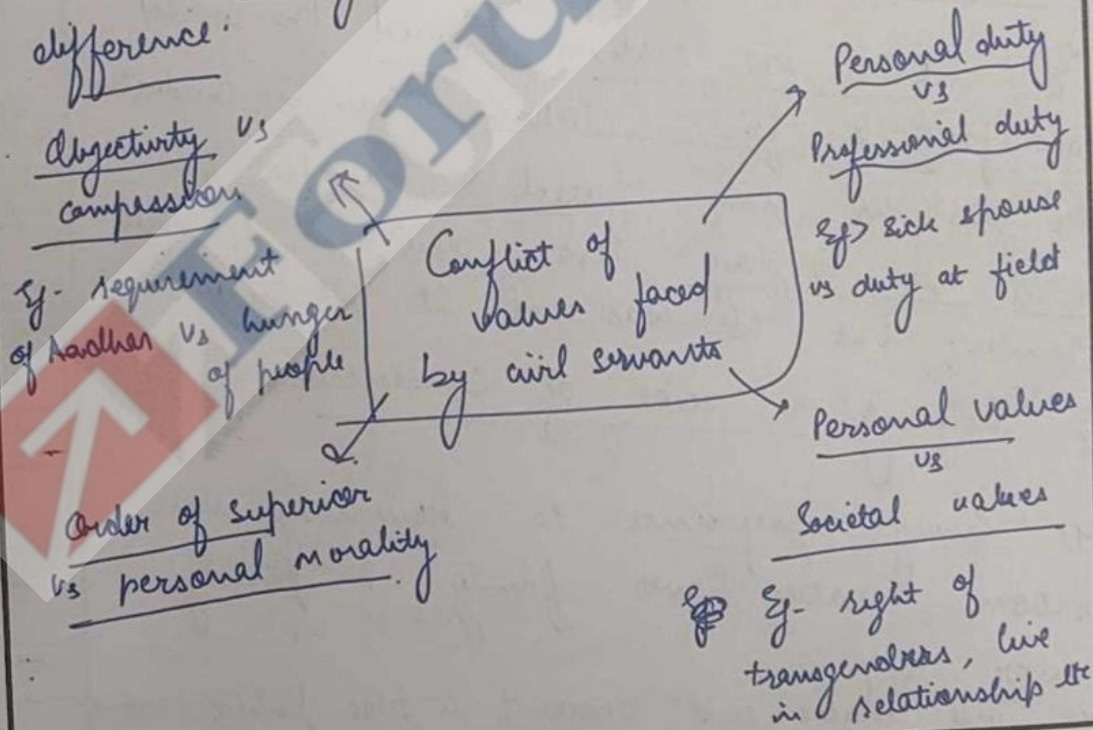 difference.
Objectivity vs
compassion
Eg- requirement
of Aadhar vs hunger
of people
Order of superior
vs personal morality.
Conflict of
values faced
by civil servants
Personal duty
vs
Professional duty
Eg> sick spouse
vs duty at field
Personal values
vs
Societal values
Eg- right of
transgenders, live
in relationship etc
Foru